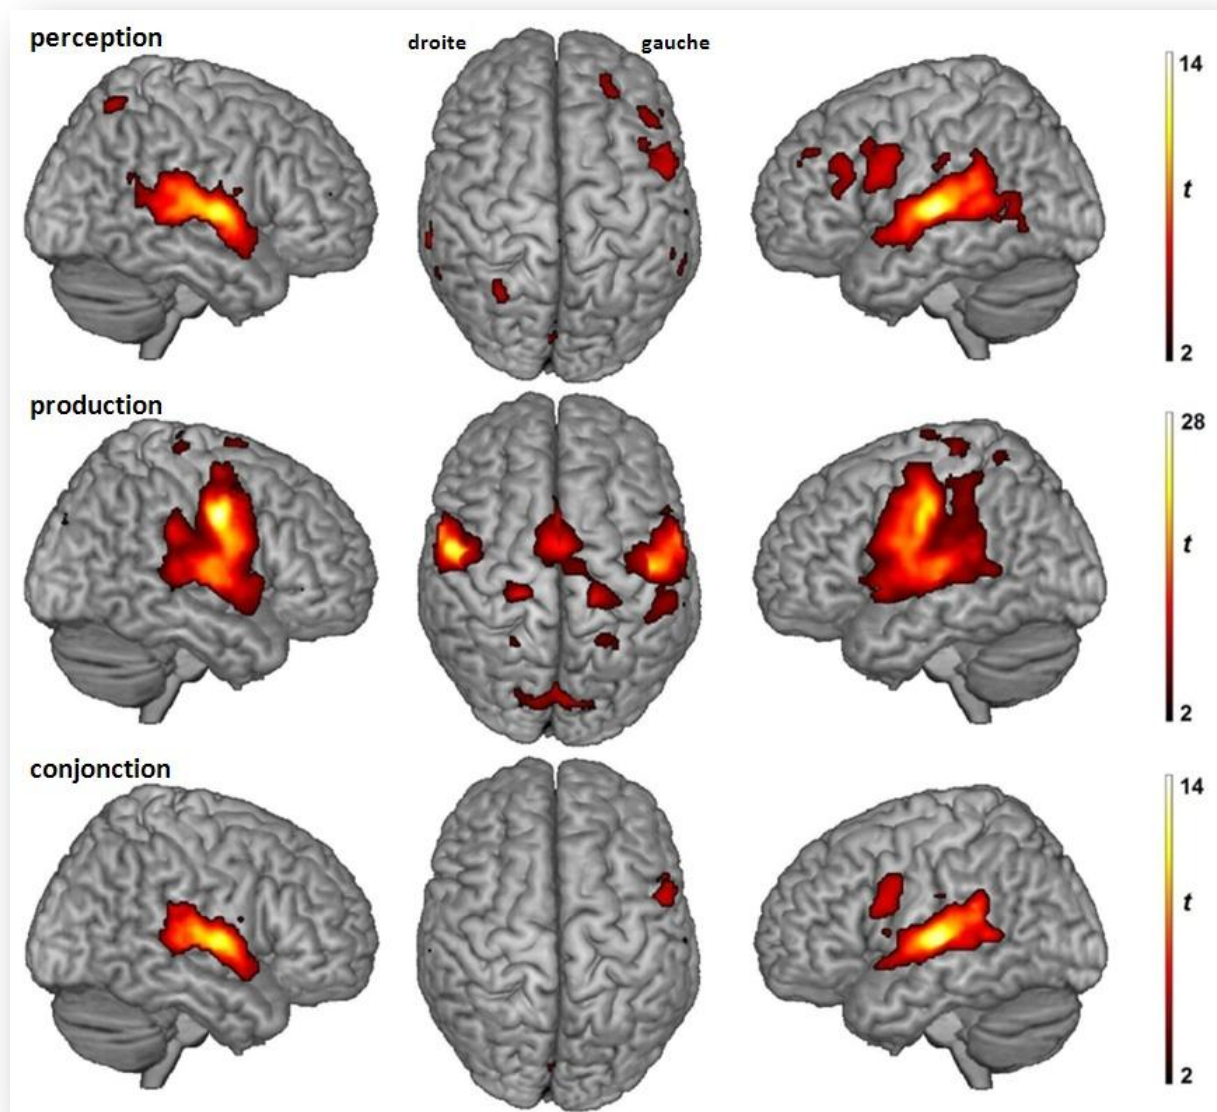 perception
droite
gauche
14
t
2
production
28
t
2
conjonction
14
t
2